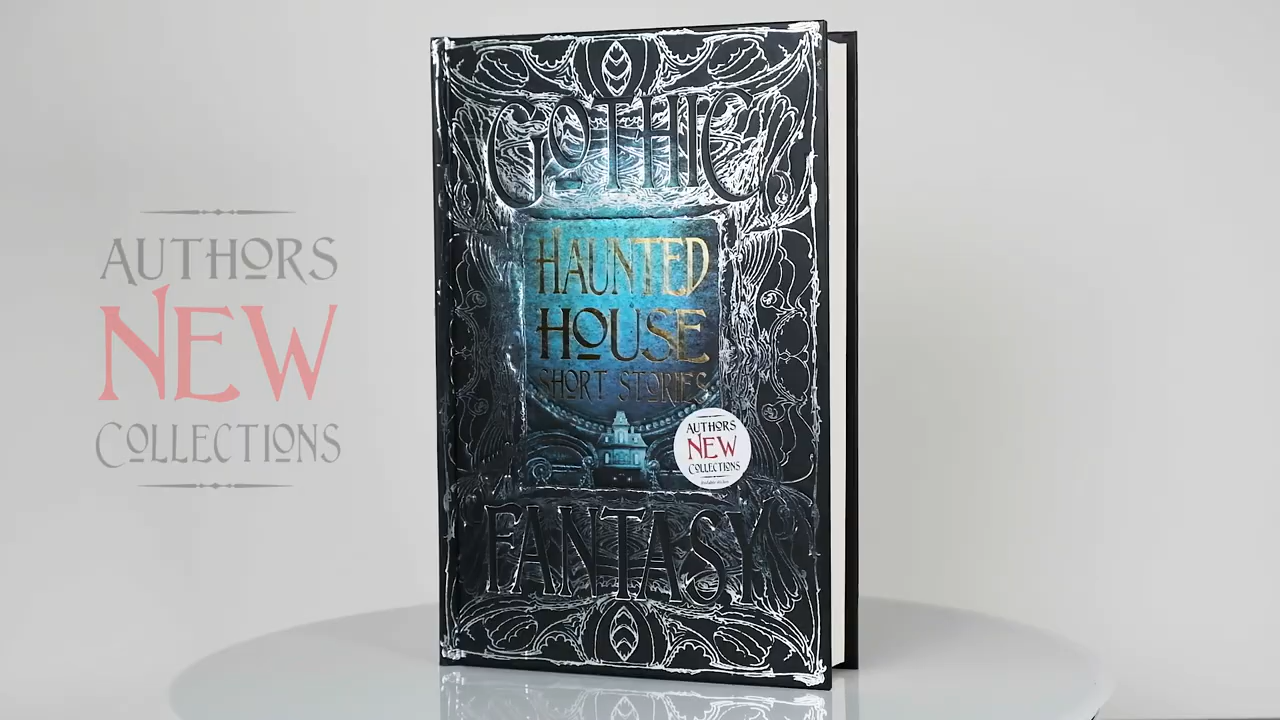 AUTHORS
NEW
COLLECTIONS
GOTHIC
HAUNTED
HOUSE
SHORT STORIES
AUTHORS
NEW
COLLECTIONS
FANTASY